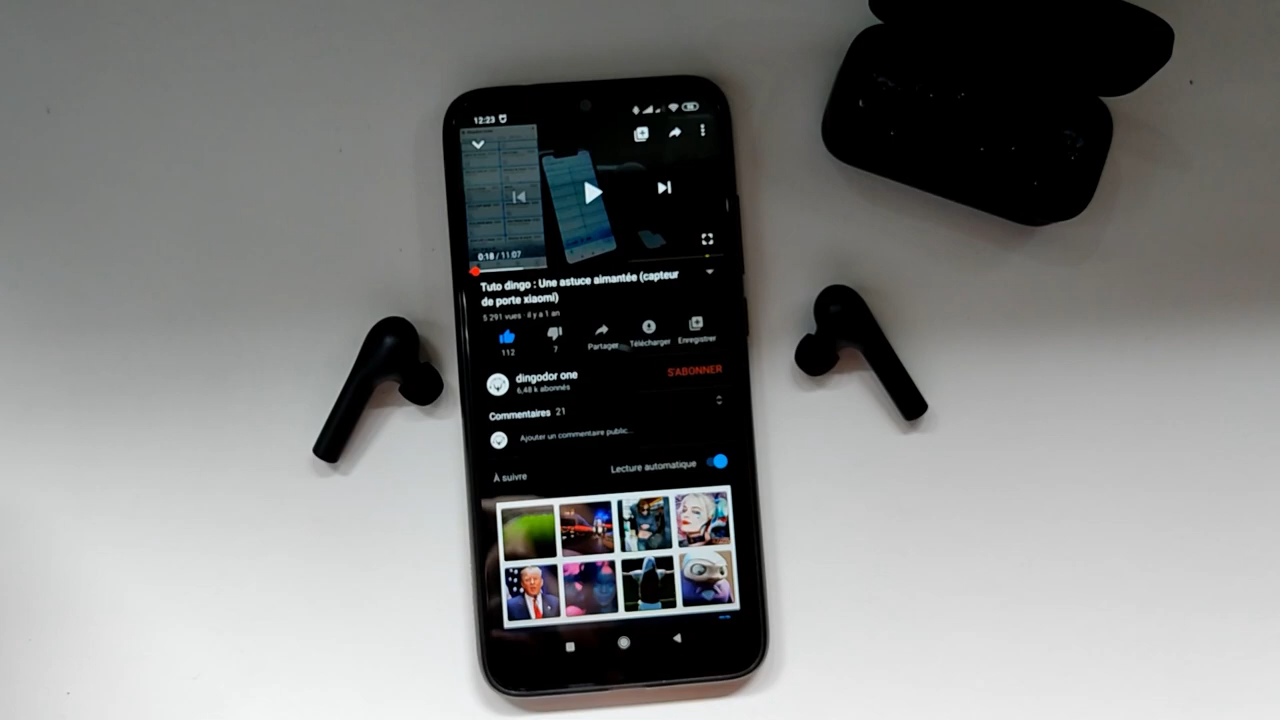 12:23
0:18 / 11:07
Tuto dingo : Une astuce aimantée (capteur
de porte xiaomi)
5 291 vues · il y a 1 an
112
7
Partager
Télécharger
Enregistrer
dingodor one
6,48 k abonnés
S'ABONNER
Commentaires 21
Ajouter un commentaire public...
À suivre
Lecture automatique